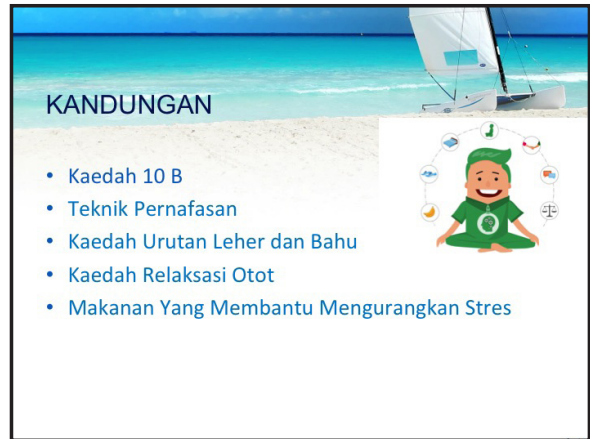 KANDUNGAN
• Kaedah 10 B
• Teknik Pernafasan
• Kaedah Urutan Leher dan Bahu
• Kaedah Relaksasi Otot
• Makanan Yang Membantu Mengurangkan Stres